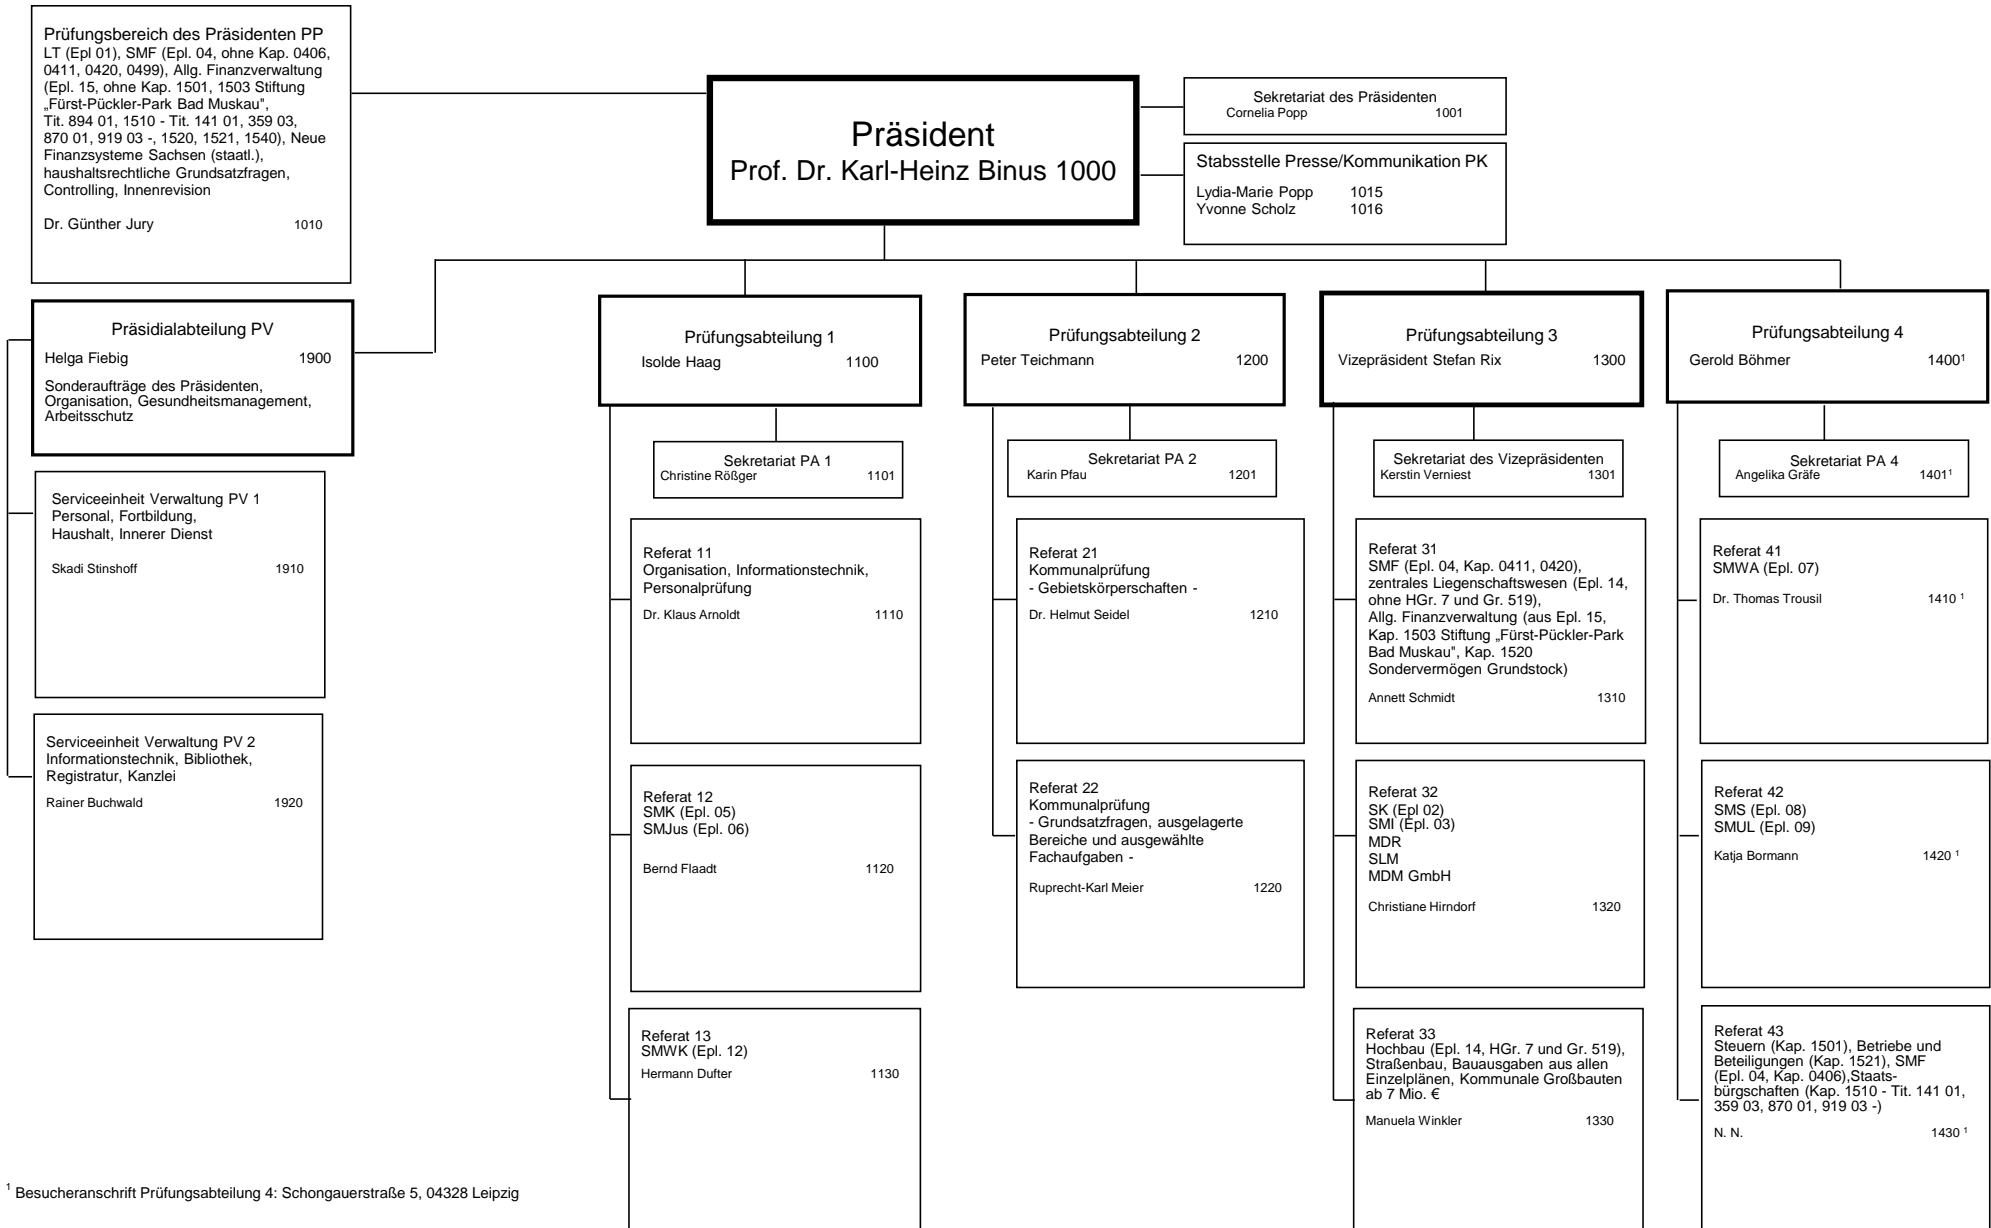 Prüfungsbereich des Präsidenten PP
LT (Epl 01), SMF (Epl. 04, ohne Kap. 0406,
0411, 0420, 0499), Allg. Finanzverwaltung
(Epl. 15, ohne Kap. 1501, 1503 Stiftung
„Fürst-Pückler-Park Bad Muskau",
Tit. 894 01, 1510 - Tit. 141 01, 359 03,
870 01, 919 03 -, 1520, 1521, 1540), Neue
Finanzsysteme Sachsen (staatl.),
haushaltsrechtliche Grundsatzfragen,
Controlling, Innenrevision
Dr. Günther Jury 1010
Präsident
Prof. Dr. Karl-Heinz Binus 1000
Sekretariat des Präsidenten
Cornelia Popp 1001
Stabsstelle Presse/Kommunikation PK
Lydia-Marie Popp 1015
Yvonne Scholz 1016
Präsidialabteilung PV
Helga Fiebig 1900
Sonderaufträge des Präsidenten,
Organisation, Gesundheitsmanagement,
Arbeitsschutz
Serviceeinheit Verwaltung PV 1
Personal, Fortbildung,
Haushalt, Innerer Dienst
Skadi Stinshoff 1910
Serviceeinheit Verwaltung PV 2
Informationstechnik, Bibliothek,
Registratur, Kanzlei
Rainer Buchwald 1920
Prüfungsabteilung 1
Isolde Haag 1100
Sekretariat PA 1
Christine Rößger 1101
Referat 11
Organisation, Informationstechnik,
Personalprüfung
Dr. Klaus Arnoldt 1110
Referat 12
SMK (Epl. 05)
SMJus (Epl. 06)
Bernd Flaadt 1120
Referat 13
SMWK (Epl. 12)
Hermann Dufter 1130
Prüfungsabteilung 2
Peter Teichmann 1200
Sekretariat PA 2
Karin Pfau 1201
Referat 21
Kommunalprüfung
- Gebietskörperschaften -
Dr. Helmut Seidel 1210
Referat 22
Kommunalprüfung
- Grundsatzfragen, ausgelagerte
Bereiche und ausgewählte
Fachaufgaben -
Ruprecht-Karl Meier 1220
Prüfungsabteilung 3
Vizepräsident Stefan Rix 1300
Sekretariat des Vizepräsidenten
Kerstin Verniest 1301
Referat 31
SMF (Epl. 04, Kap. 0411, 0420),
zentrales Liegenschaftswesen (Epl. 14,
ohne HGr. 7 und Gr. 519),
Allg. Finanzverwaltung (aus Epl. 15,
Kap. 1503 Stiftung „Fürst-Pückler-Park
Bad Muskau", Kap. 1520
Sondervermögen Grundstock)
Annett Schmidt 1310
Referat 32
SK (Epl 02)
SMI (Epl. 03)
MDR
SLM
MDM GmbH
Christiane Hirndorf 1320
Referat 33
Hochbau (Epl. 14, HGr. 7 und Gr. 519),
Straßenbau, Bauausgaben aus allen
Einzelplänen, Kommunale Großbauten
ab 7 Mio. €
Manuela Winkler 1330
Prüfungsabteilung 4
Gerold Böhmer 1400¹
Sekretariat PA 4
Angelika Gräfe 1401¹
Referat 41
SMWA (Epl. 07)
Dr. Thomas Trousil 1410 ¹
Referat 42
SMS (Epl. 08)
SMUL (Epl. 09)
Katja Bormann 1420 ¹
Referat 43
Steuern (Kap. 1501), Betriebe und
Beteiligungen (Kap. 1521), SMF
(Epl. 04, Kap. 0406),Staats-
bürgschaften (Kap. 1510 - Tit. 141 01,
359 03, 870 01, 919 03 -)
N. N. 1430 ¹
¹ Besucheranschrift Prüfungsabteilung 4: Schongauerstraße 5, 04328 Leipzig